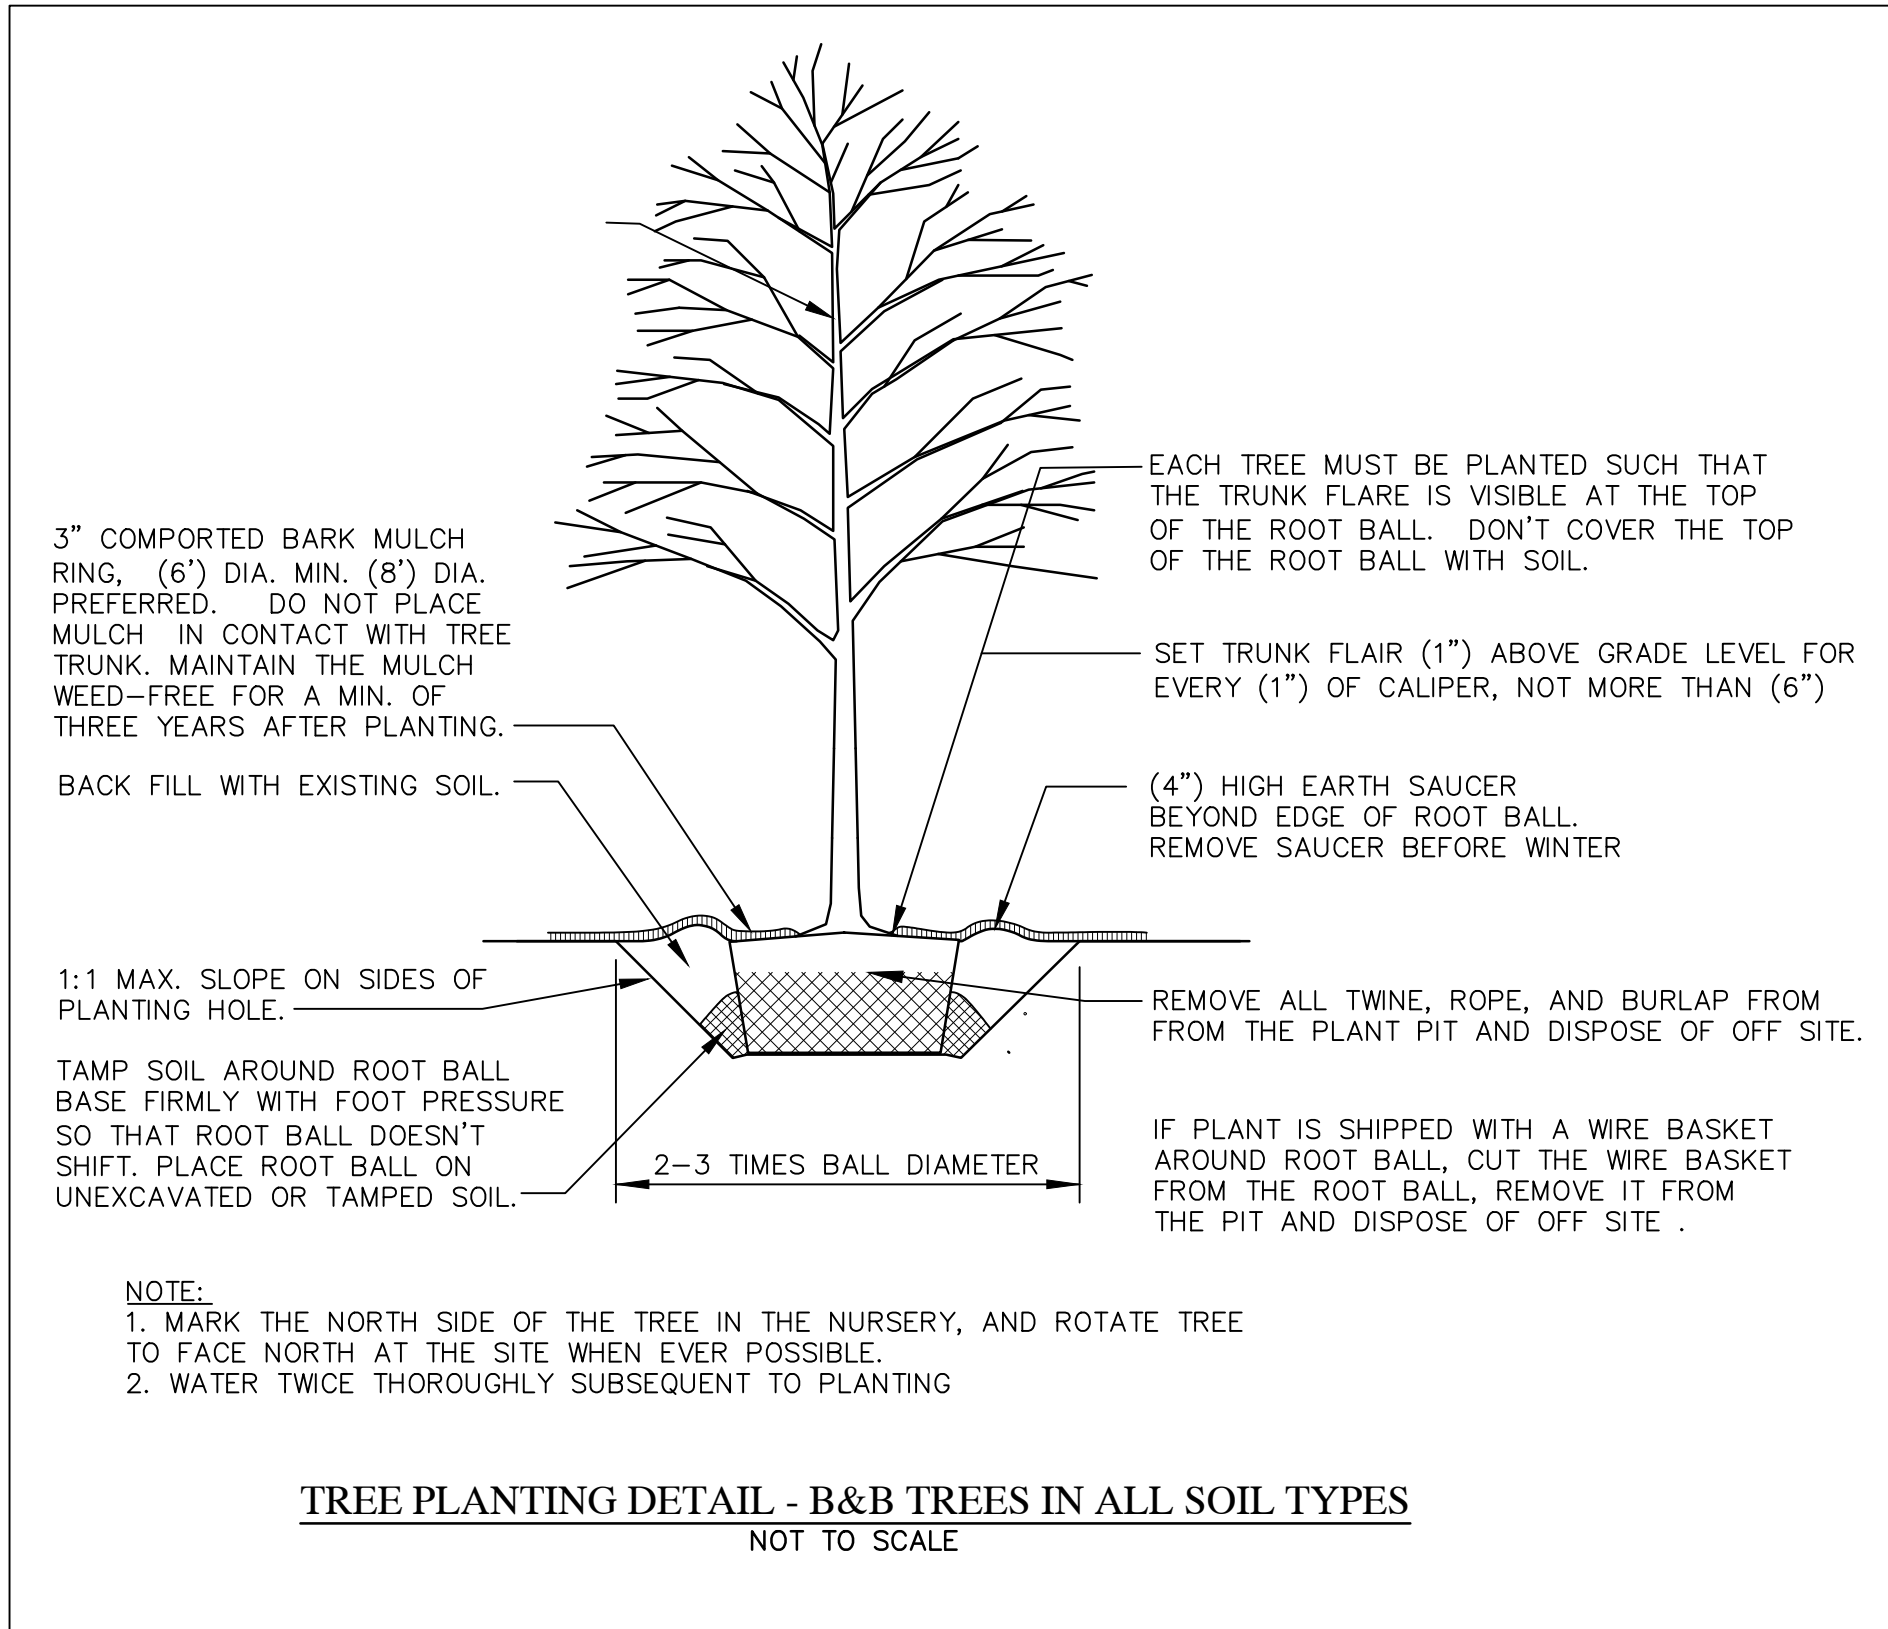 3" COMPORTED BARK MULCH
RING, (6') DIA. MIN. (8') DIA.
PREFERRED. DO NOT PLACE
MULCH IN CONTACT WITH TREE
TRUNK. MAINTAIN THE MULCH
WEED-FREE FOR A MIN. OF
THREE YEARS AFTER PLANTING.
BACK FILL WITH EXISTING SOIL.
1:1 MAX. SLOPE ON SIDES OF
PLANTING HOLE.
TAMP SOIL AROUND ROOT BALL
BASE FIRMLY WITH FOOT PRESSURE
SO THAT ROOT BALL DOESN'T
SHIFT. PLACE ROOT BALL ON
UNEXCAVATED OR TAMPED SOIL.
2-3 TIMES BALL DIAMETER
EACH TREE MUST BE PLANTED SUCH THAT
THE TRUNK FLARE IS VISIBLE AT THE TOP
OF THE ROOT BALL. DON'T COVER THE TOP
OF THE ROOT BALL WITH SOIL.
SET TRUNK FLAIR (1") ABOVE GRADE LEVEL FOR
EVERY (1") OF CALIPER, NOT MORE THAN (6")
(4") HIGH EARTH SAUCER
BEYOND EDGE OF ROOT BALL.
REMOVE SAUCER BEFORE WINTER
REMOVE ALL TWINE, ROPE, AND BURLAP FROM
FROM THE PLANT PIT AND DISPOSE OF OFF SITE.
IF PLANT IS SHIPPED WITH A WIRE BASKET
AROUND ROOT BALL, CUT THE WIRE BASKET
FROM THE ROOT BALL, REMOVE IT FROM
THE PIT AND DISPOSE OF OFF SITE .
NOTE:
1. MARK THE NORTH SIDE OF THE TREE IN THE NURSERY, AND ROTATE TREE
TO FACE NORTH AT THE SITE WHEN EVER POSSIBLE.
2. WATER TWICE THOROUGHLY SUBSEQUENT TO PLANTING
TREE PLANTING DETAIL - B&B TREES IN ALL SOIL TYPES
NOT TO SCALE